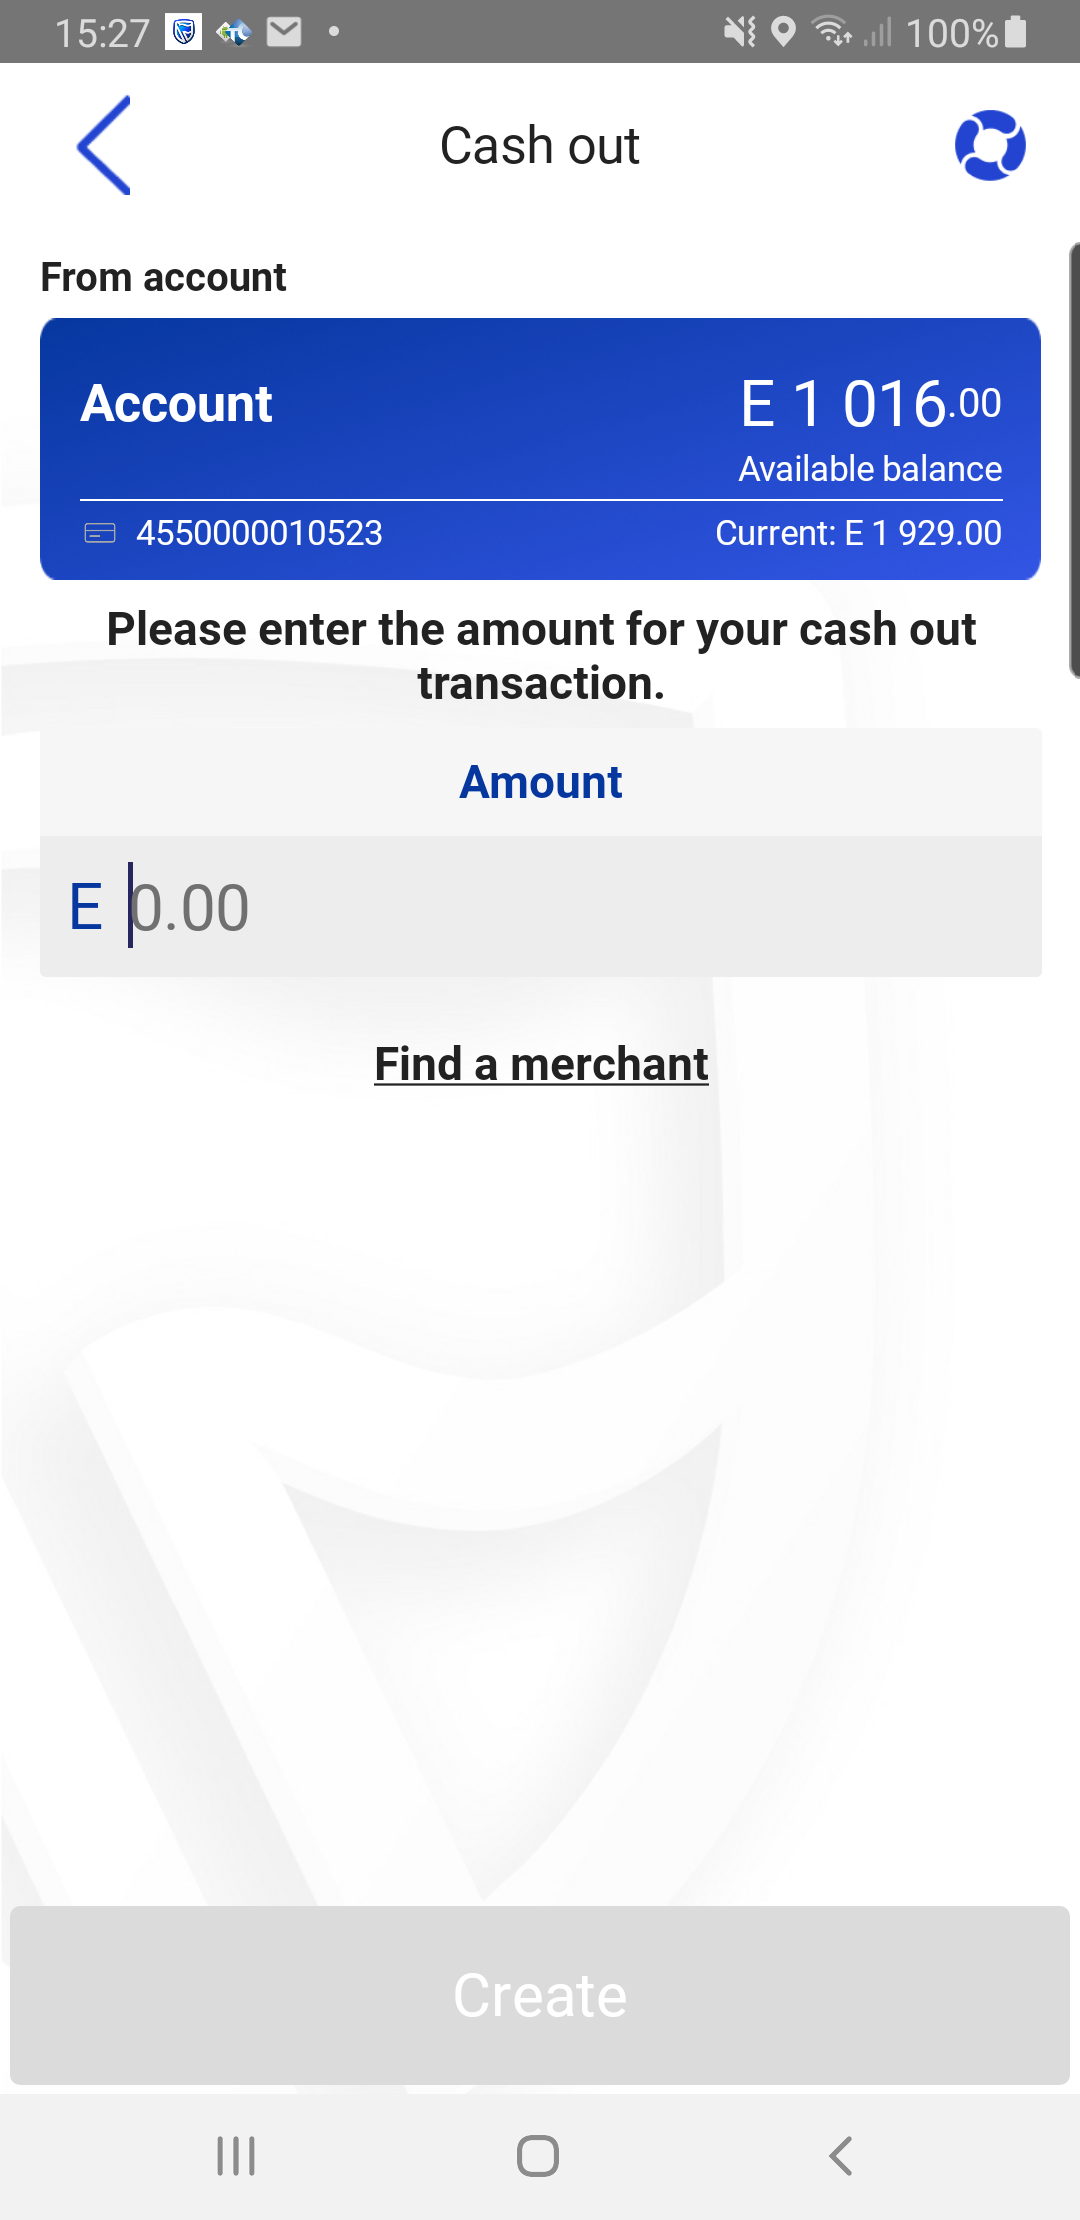 15:27
100%
Cash out
From account
Account
E 1 016.00
Available balance
4550000010523
Current: E 1 929.00
Please enter the amount for your cash out
transaction.
Amount
E 0.00
Find a merchant
Create